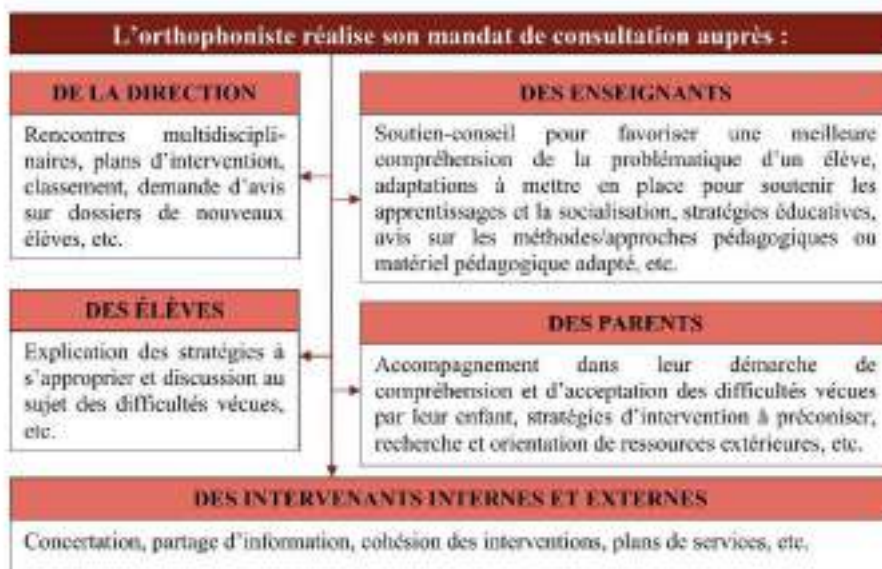 L'orthophoniste réalise son mandat de consultation auprès :
DE LA DIRECTION
Rencontres multidiscipli-
naires, plans d'intervention,
classement, demande d'avis
sur dossiers de nouveaux
élèves, etc.
DES ENSEIGNANTS
Soutien-conseil pour favoriser une meilleure
compréhension de la problématique d'un élève,
adaptations à mettre en place pour soutenir les
apprentissages et la socialisation, stratégies éducatives,
avis sur les méthodes/approches pédagogiques ou
matériel pédagogique adapté, etc.
DES ÉLÈVES
Explication des stratégies à
s'approprier et discussion au
sujet des difficultés vécues,
etc.
DES PARENTS
Accompagnement dans leur démarche de
compréhension et d'acceptation des difficultés vécues
par leur enfant, stratégies d'intervention à préconiser,
recherche et orientation de ressources extérieures, etc.
DES INTERVENANTS INTERNES ET EXTERNES
Concertation, partage d'information, cohésion des interventions, plans de services, etc.